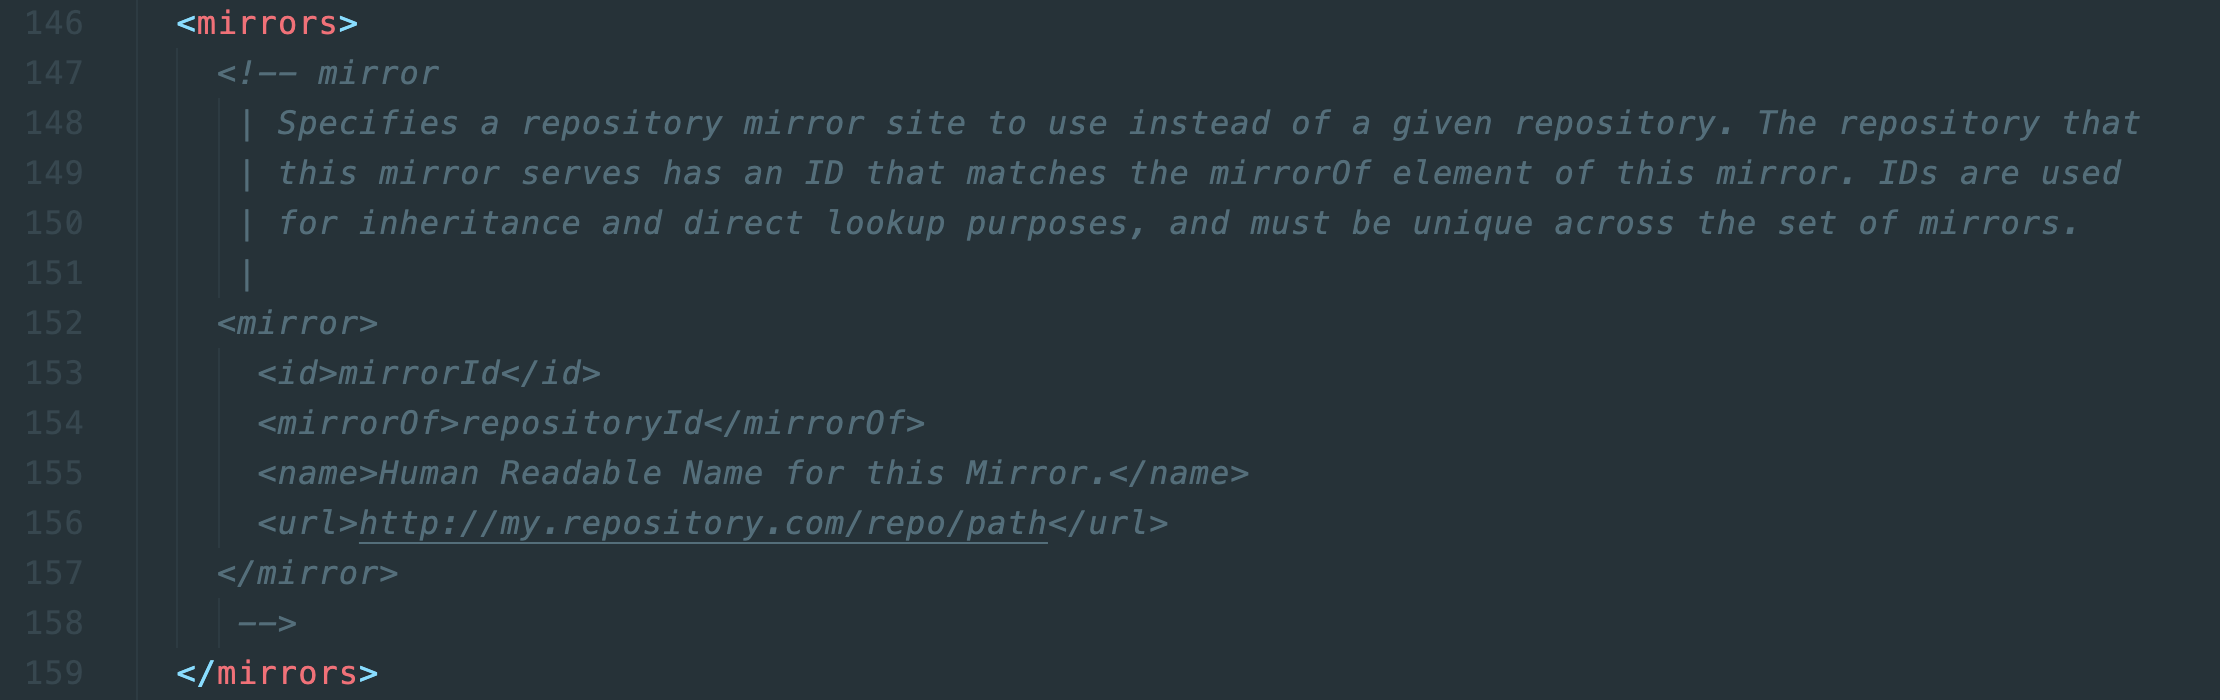 146 <mirrors>
147 <!-- mirror
148 | Specifies a repository mirror site to use instead of a given repository. The repository that
149 | this mirror serves has an ID that matches the mirrorOf element of this mirror. IDs are used
150 | for inheritance and direct lookup purposes, and must be unique across the set of mirrors.
151 |
152 <mirror>
153 <id>mirrorId</id>
154 <mirrorOf>repositoryId</mirrorOf>
155 <name>Human Readable Name for this Mirror.</name>
156 <url>http://my.repository.com/repo/path</url>
157 </mirror>
158 -->
159 </mirrors>